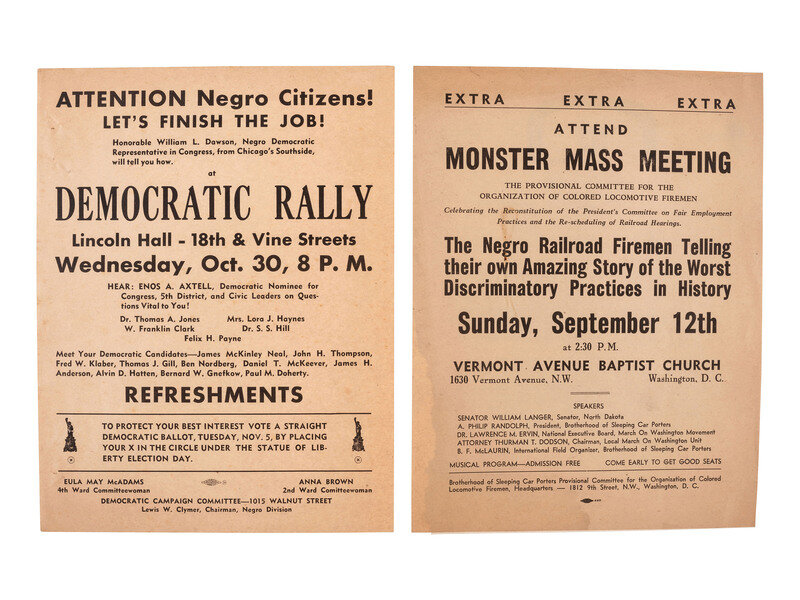 ATTENTION Negro Citizens!
LET'S FINISH THE JOB!
Honorable William L. Dawson, Negro Democratic
Representative in Congress, from Chicago's Southside,
will tell you how.
at
DEMOCRATIC RALLY
Lincoln Hall - 18th & Vine Streets
Wednesday, Oct. 30, 8 P. M.
HEAR: ENOS A. AXTELL, Democratic Nominee for
Congress, 5th District, and Civic Leaders on Ques-
tions Vital to You!
Dr. Thomas A. Jones Mrs. Lora J. Haynes
W. Franklin Clark Dr. S. S. Hill
Felix H. Payne
Meet Your Democratic Candidates—James McKinley Neal, John H. Thompson,
Fred W. Klaber, Thomas J. Gill, Ben Nordberg, Daniel T. McKeever, James H.
Anderson, Alvin D. Hatten, Bernard W. Gnefkow, Paul M. Doherty.
REFRESHMENTS
TO PROTECT YOUR BEST INTEREST VOTE A STRAIGHT
DEMOCRATIC BALLOT, TUESDAY, NOV. 5, BY PLACING
YOUR X IN THE CIRCLE UNDER THE STATUE OF LIB-
ERTY ELECTION DAY.
EULA MAY McADAMS ANNA BROWN
4th Ward Committeewoman 2nd Ward Comitteewoman
DEMOCRATIC CAMPAIGN COMMITTEE—1015 WALNUT STREET
Lewis W. Clymer, Chairman, Negro Division
EXTRA EXTRA EXTRA
ATTEND
MONSTER MASS MEETING
THE PROVISIONAL COMMITTEE FOR THE
ORGANIZATION OF COLORED LOCOMOTIVE FIREMEN
Celebrating the Reconstitution of the President's Committee on Fair Employment
Practices and the Re-scheduling of Railroad Hearings.
The Negro Railroad Firemen Telling
their own Amazing Story of the Worst
Discriminatory Practices in History
Sunday, September 12th
at 2:30 P.M.
VERMONT AVENUE BAPTIST CHURCH
1630 Vermont Avenue, N.W. Washington, D. C.
SPEAKERS
SENATOR WILLIAM LANGER, Senator, North Dakota
A. PHILIP RANDOLPH, President, Brotherhood of Sleeping Car Porters
DR. LAWRENCE M. ERVIN, National Executive Board, March On Washington Movement
ATTORNEY THURMAN T. DODSON, Chairman, Local March On Washington Unit
B. F. McLAURIN, International Field Organizer, Brotherhood of Sleeping Car Porters
MUSICAL PROGRAM—ADMISSION FREE COME EARLY TO GET GOOD SEATS
Brotherhood of Sleeping Car Porters Provisional Committee for the Organization of Colored
Locomotive Firemen, Headquarters — 1812 9th Street, N.W., Washington, D. C.